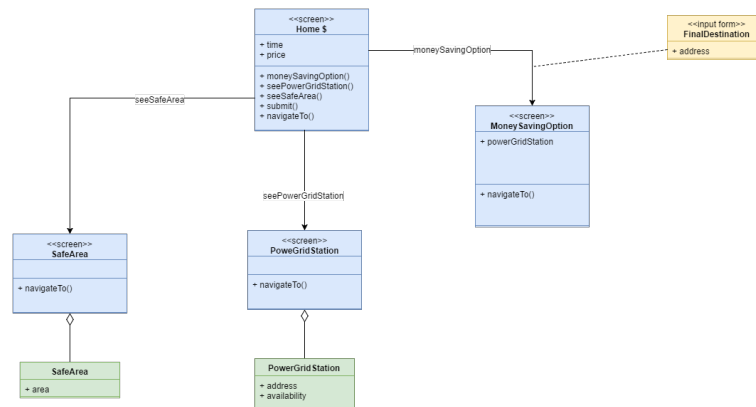 <<screen>>
Home $
+ time
+ price
+ moneySavingOption()
+ seePowerGridStation()
+ seeSafeArea()
+ submit()
+ navigateTo()
moneySavingOption
<<input form>>
FinalDestination
+ address
seeSafeArea
<<screen>>
MoneySavingOption
+ powerGridStation
+ navigateTo()
seePowerGridStation
<<screen>>
SafeArea
+ navigateTo()
<<screen>>
PoweGridStation
+ navigateTo()
SafeArea
+ area
PowerGridStation
+ address
+ availability